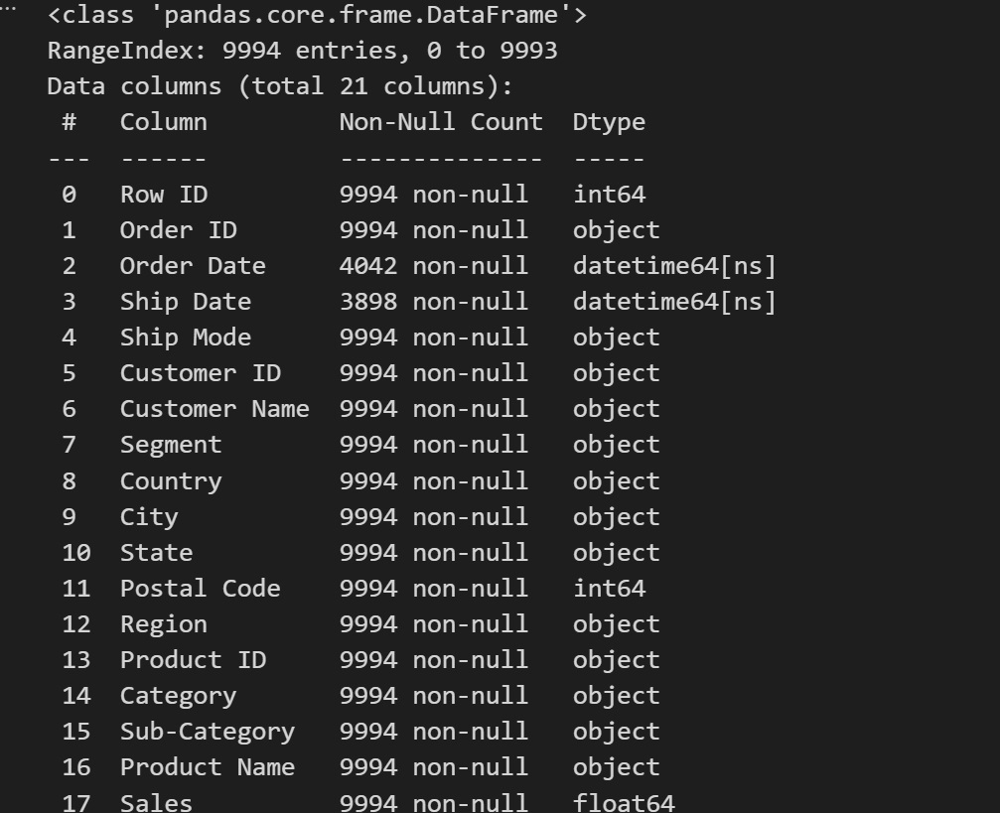 ...
<class 'pandas.core.frame.DataFrame'>
RangeIndex: 9994 entries, 0 to 9993
Data columns (total 21 columns):
 #   Column         Non-Null Count  Dtype
---  ------         --------------  -----
 0   Row ID         9994 non-null   int64
 1   Order ID       9994 non-null   object
 2   Order Date     4042 non-null   datetime64[ns]
 3   Ship Date      3898 non-null   datetime64[ns]
 4   Ship Mode      9994 non-null   object
 5   Customer ID    9994 non-null   object
 6   Customer Name  9994 non-null   object
 7   Segment        9994 non-null   object
 8   Country        9994 non-null   object
 9   City           9994 non-null   object
 10  State          9994 non-null   object
 11  Postal Code    9994 non-null   int64
 12  Region         9994 non-null   object
 13  Product ID     9994 non-null   object
 14  Category       9994 non-null   object
 15  Sub-Category   9994 non-null   object
 16  Product Name   9994 non-null   object
 17  Sales          9994 non-null   float64